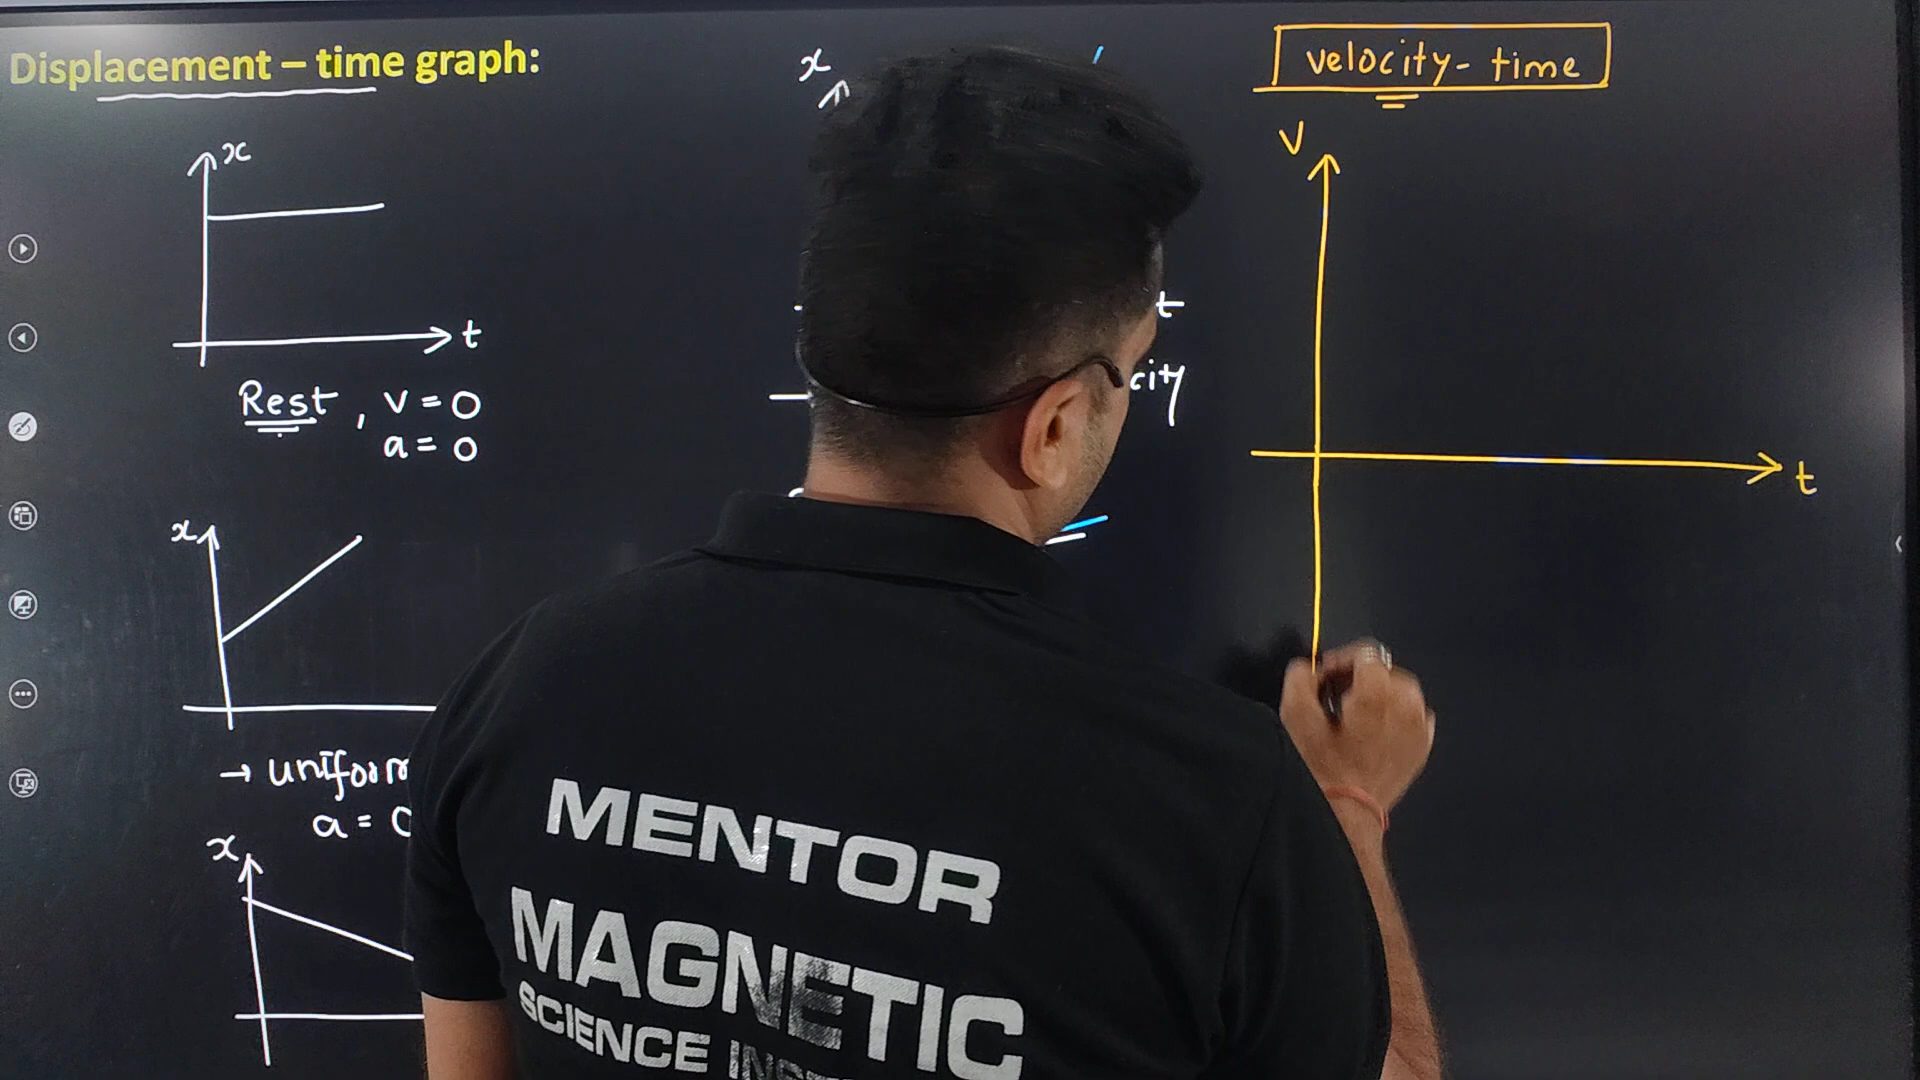 Displacement – time graph:
x
t
Rest, v = 0
a = 0
x
→ uniform
a = 0
x
x
t
velocity - time
v
t
MENTOR
MAGNETIC
SCIENCE